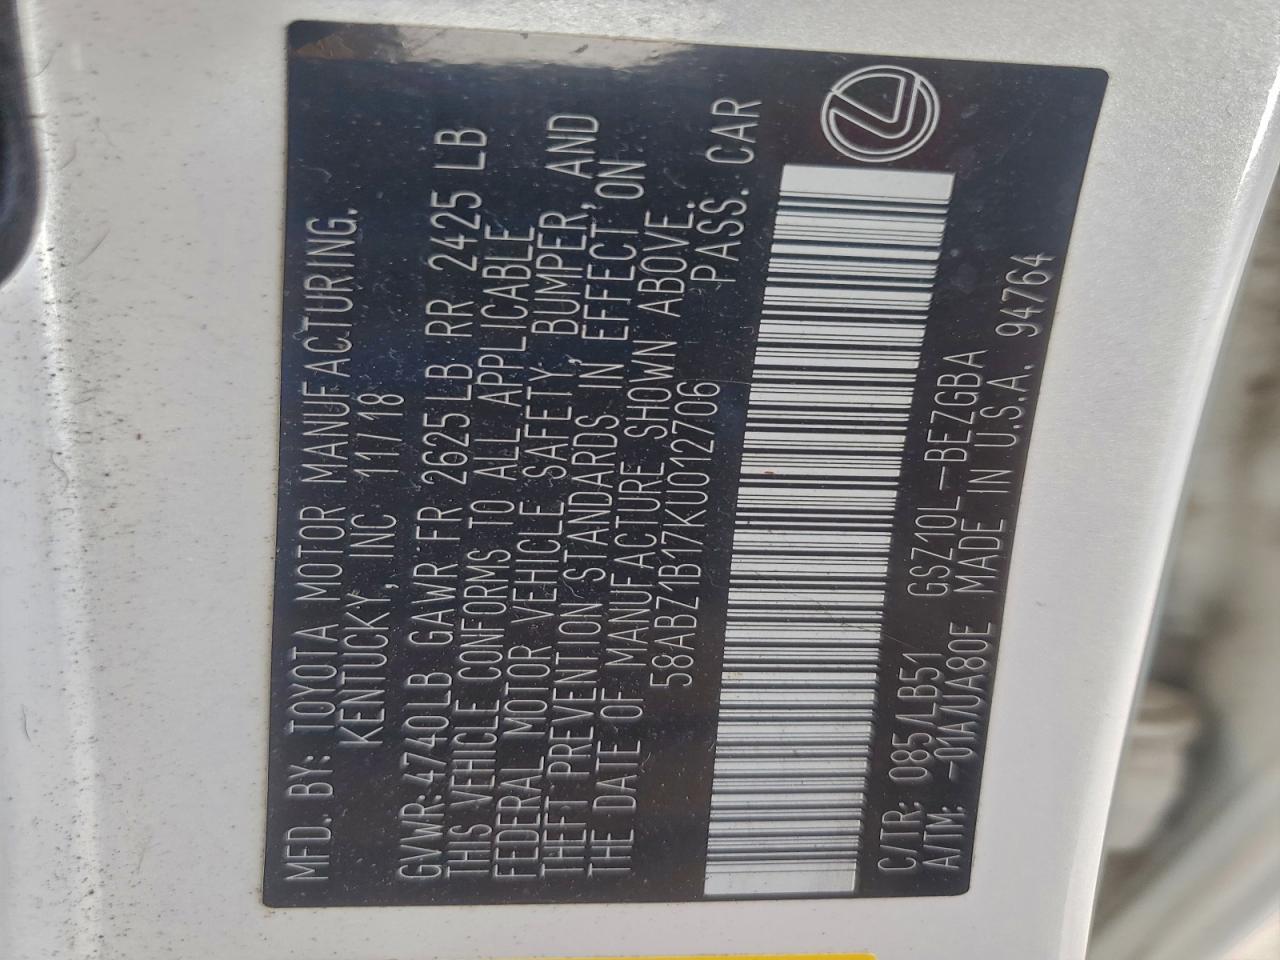 MFD. BY: TOYOTA MOTOR MANUFACTURING,
KENTUCKY, INC 11/18
GVWR:4740LB GAWR:FR 2625LB RR 2425 LB
THIS VEHICLE CONFORMS TO ALL APPLICABLE
FEDERAL MOTOR VEHICLE SAFETY, BUMPER, AND
THEFT PREVENTION STANDARDS IN EFFECT ON
THE DATE OF MANUFACTURE SHOWN ABOVE.
58ABZ1B17KU012706 PASS. CAR
C/TR: 085/LB51 GSZ10L-BEZGBA
A/TM: -01A/UA80E MADE IN U.S.A. 94764